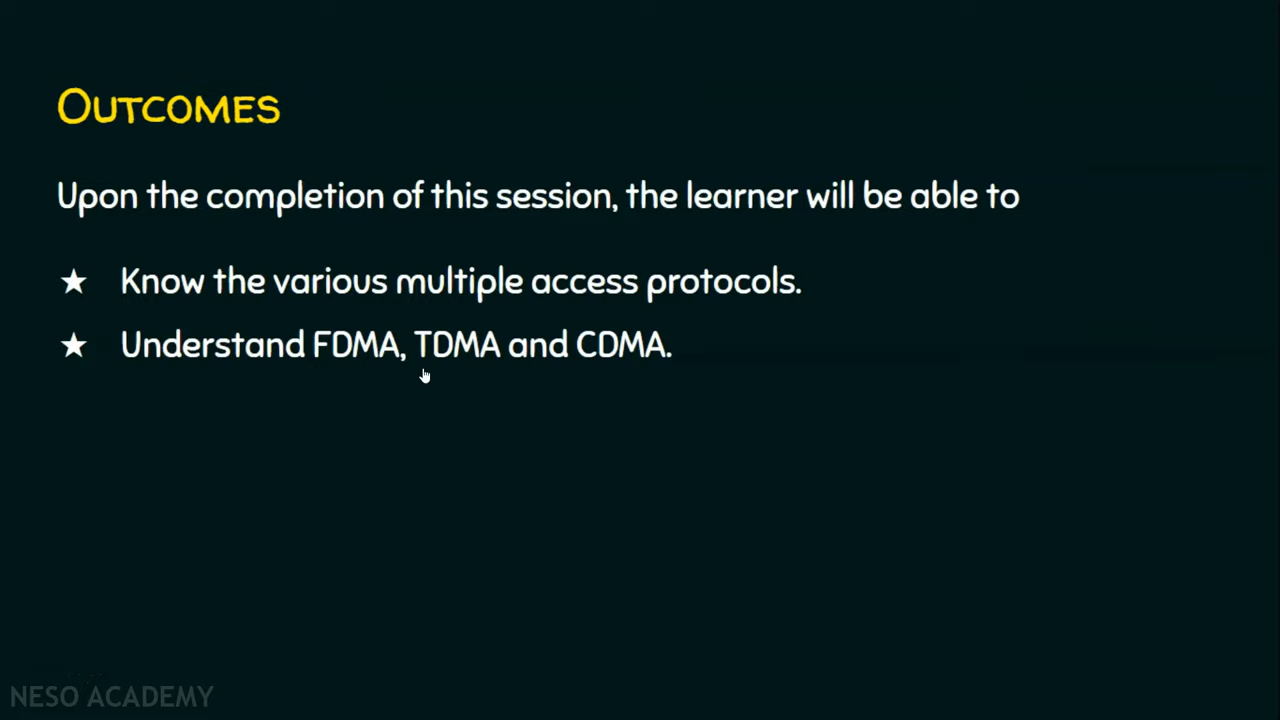 Outcomes
Upon the completion of this session, the learner will be able to
★ Know the various multiple access protocols.
★ Understand FDMA, TDMA and CDMA.
NESO ACADEMY